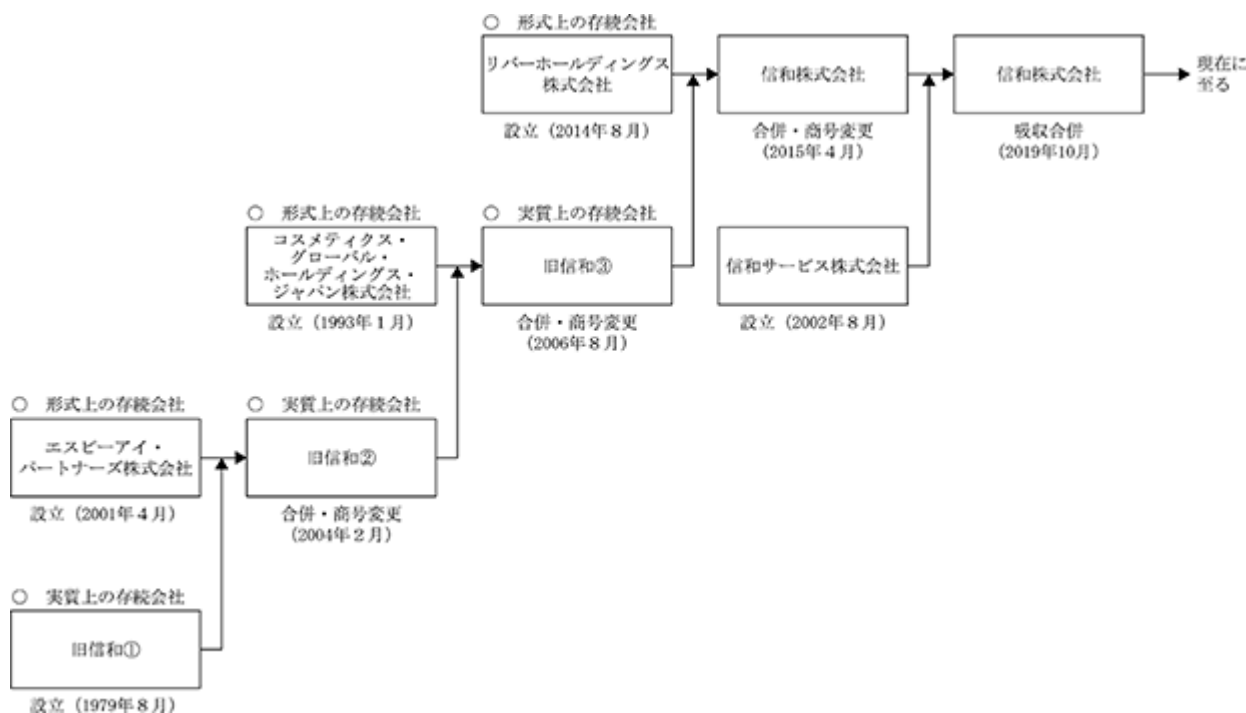 ○ 形式上の存続会社
リバーホールディングス
株式会社
設立（2014年８月）
信和株式会社
合併・商号変更
（2015年４月）
信和株式会社
吸収合併
（2019年10月）
現在に
至る
○ 形式上の存続会社
コスメティクス・
グローバル・
ホールディングス・
ジャパン株式会社
設立（1993年１月）
○ 実質上の存続会社
旧信和③
合併・商号変更
（2006年８月）
信和サービス株式会社
設立（2002年８月）
○ 形式上の存続会社
エスビーアイ・
パートナーズ株式会社
設立（2001年４月）
○ 実質上の存続会社
旧信和②
合併・商号変更
（2004年２月）
○ 実質上の存続会社
旧信和①
設立（1979年８月）